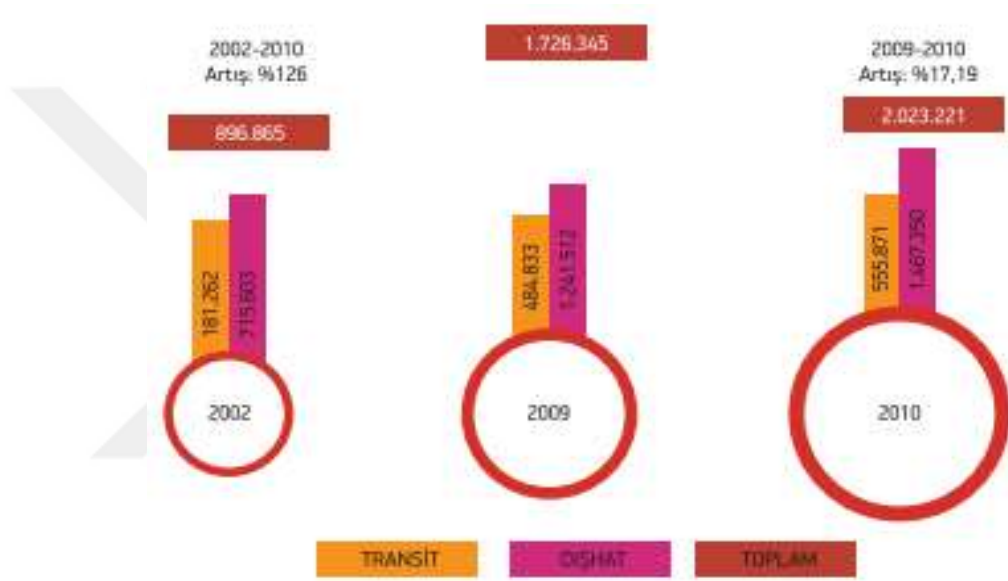 2002-2010
Artış: %126
896.865
181.262
715.603
2002
1.726.345
484.833
1.241.512
2009
2009-2010
Artış: %17,19
2.023.221
555.871
1.467.350
2010
TRANSİT
DIŞHAT
TOPLAM